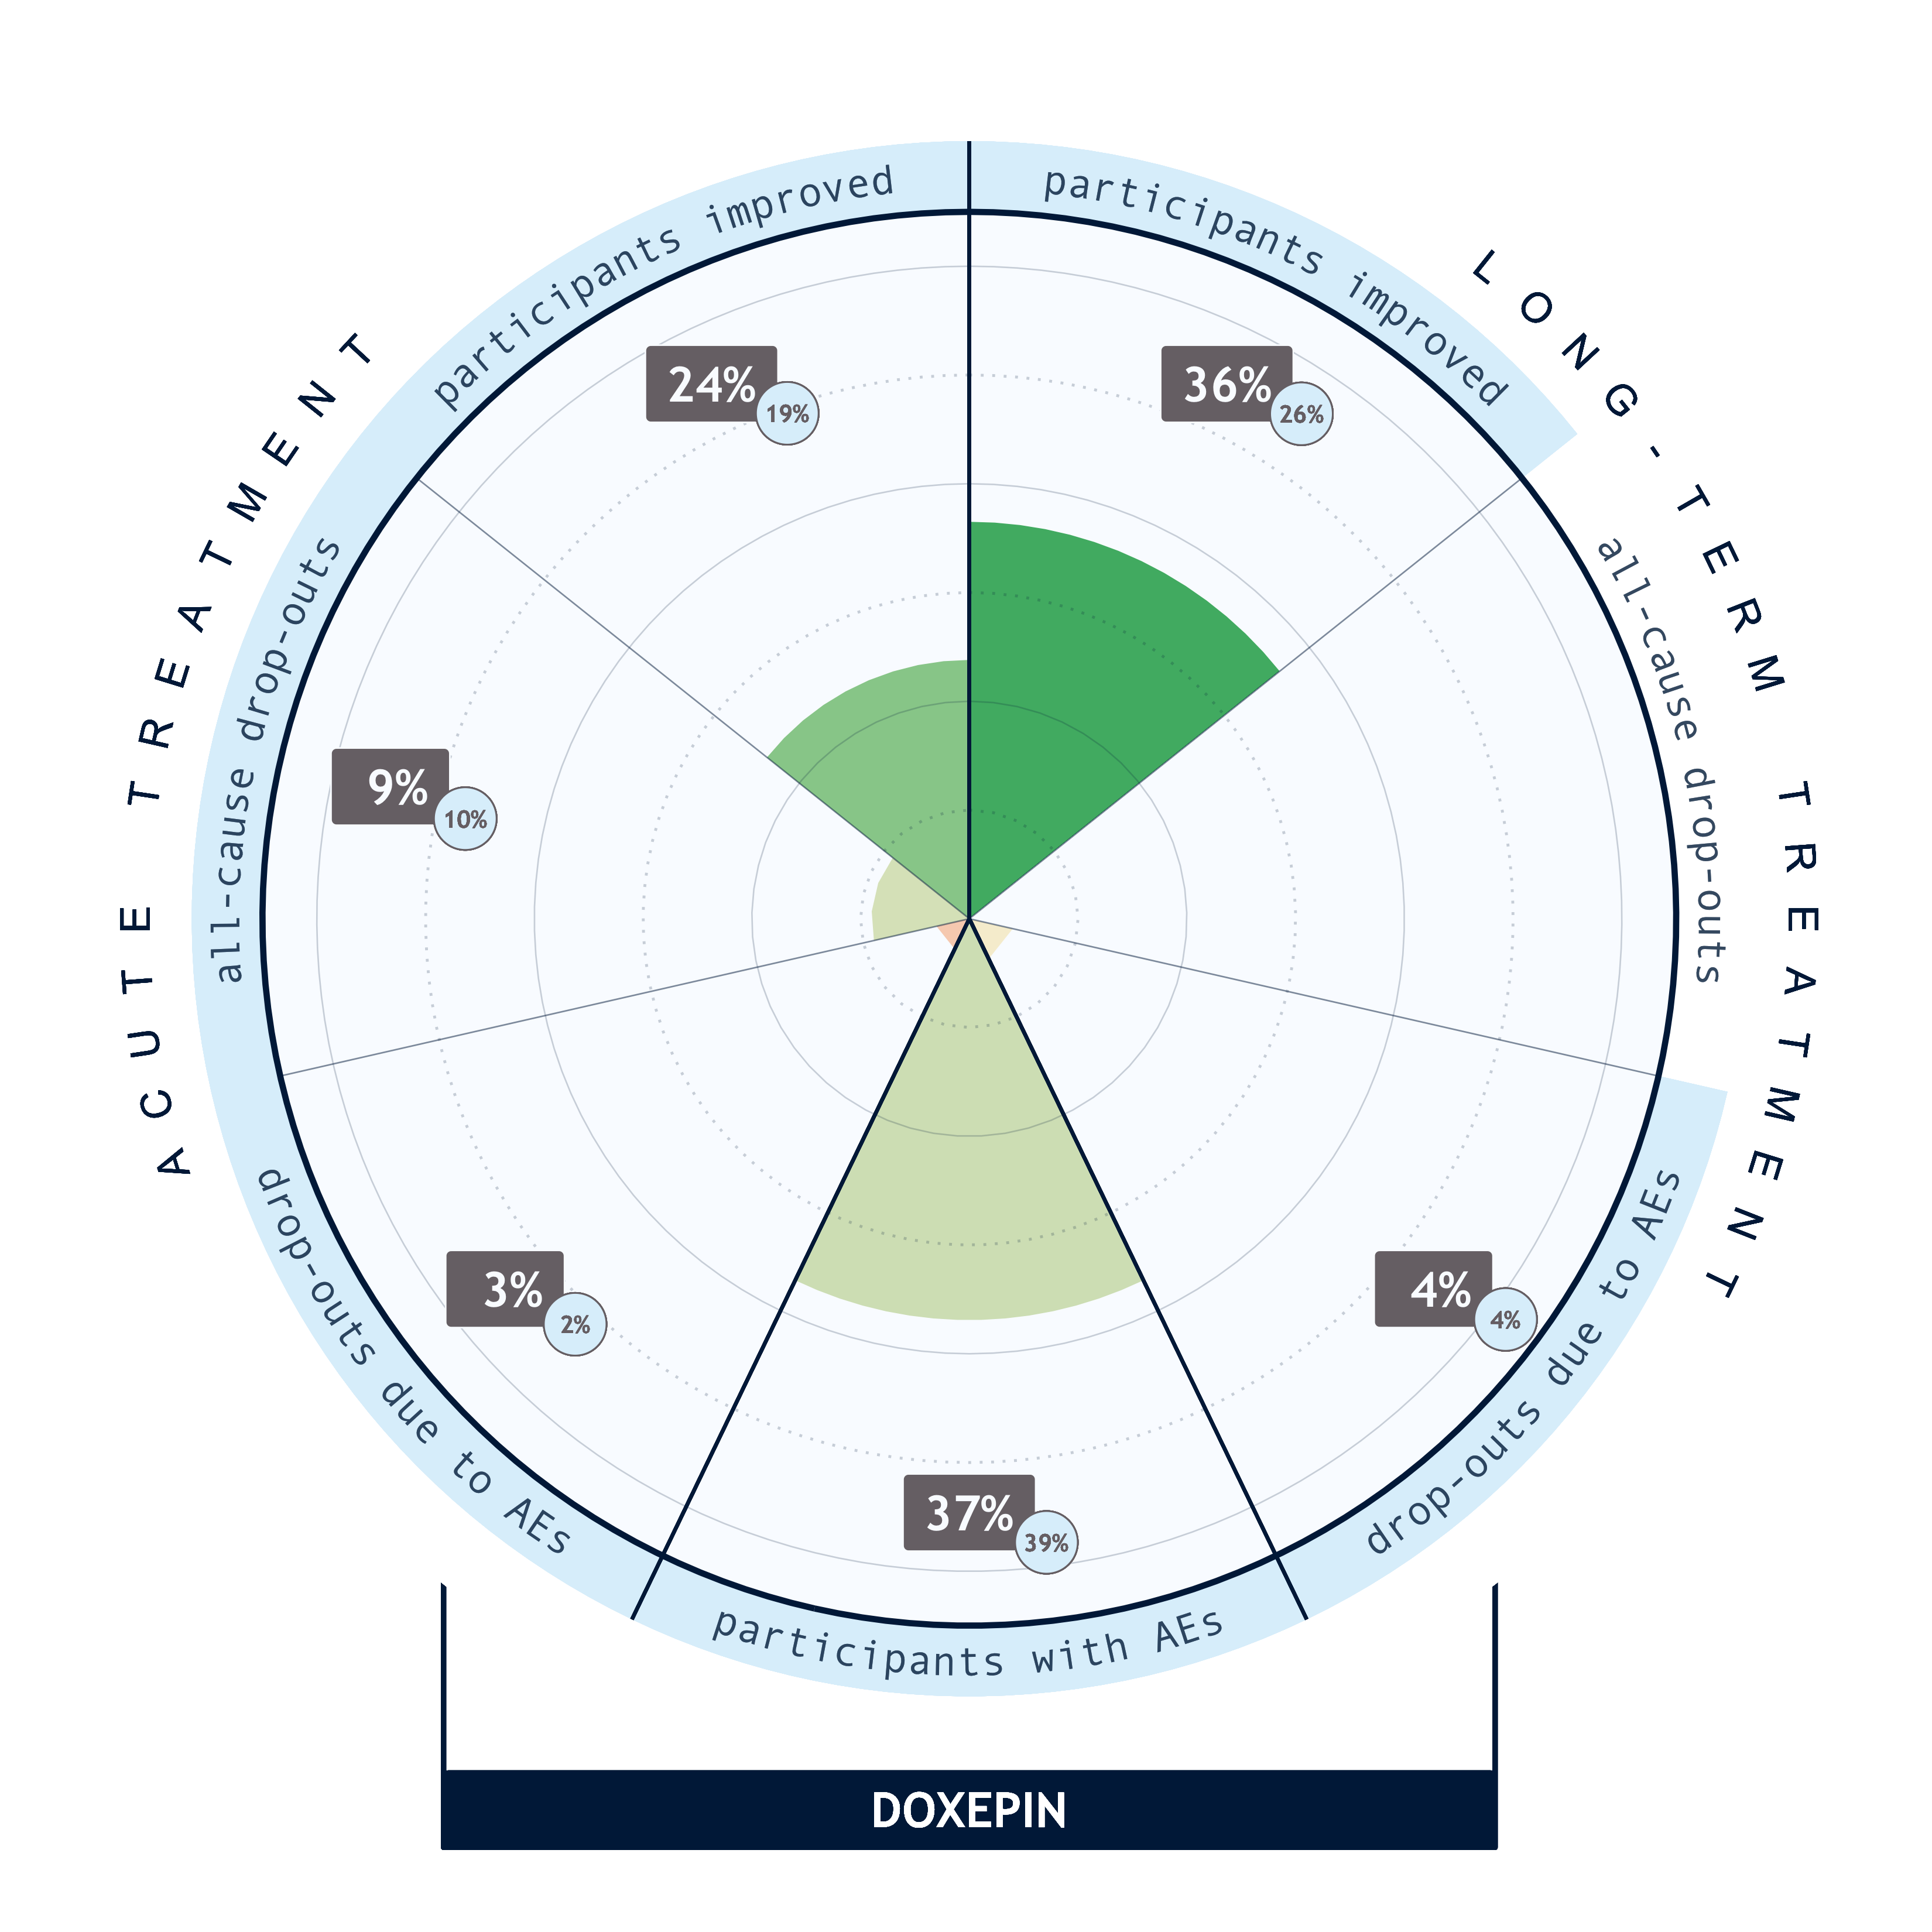 ACUTE TREATMENT
LONG-TERM TREATMENT
participants improved
participants improved
24%
19%
36%
26%
all-cause drop-outs
all-cause drop-outs
9%
10%
3%
2%
4%
4%
drop-outs due to AEs
drop-outs due to AEs
37%
39%
participants with AEs
DOXEPIN